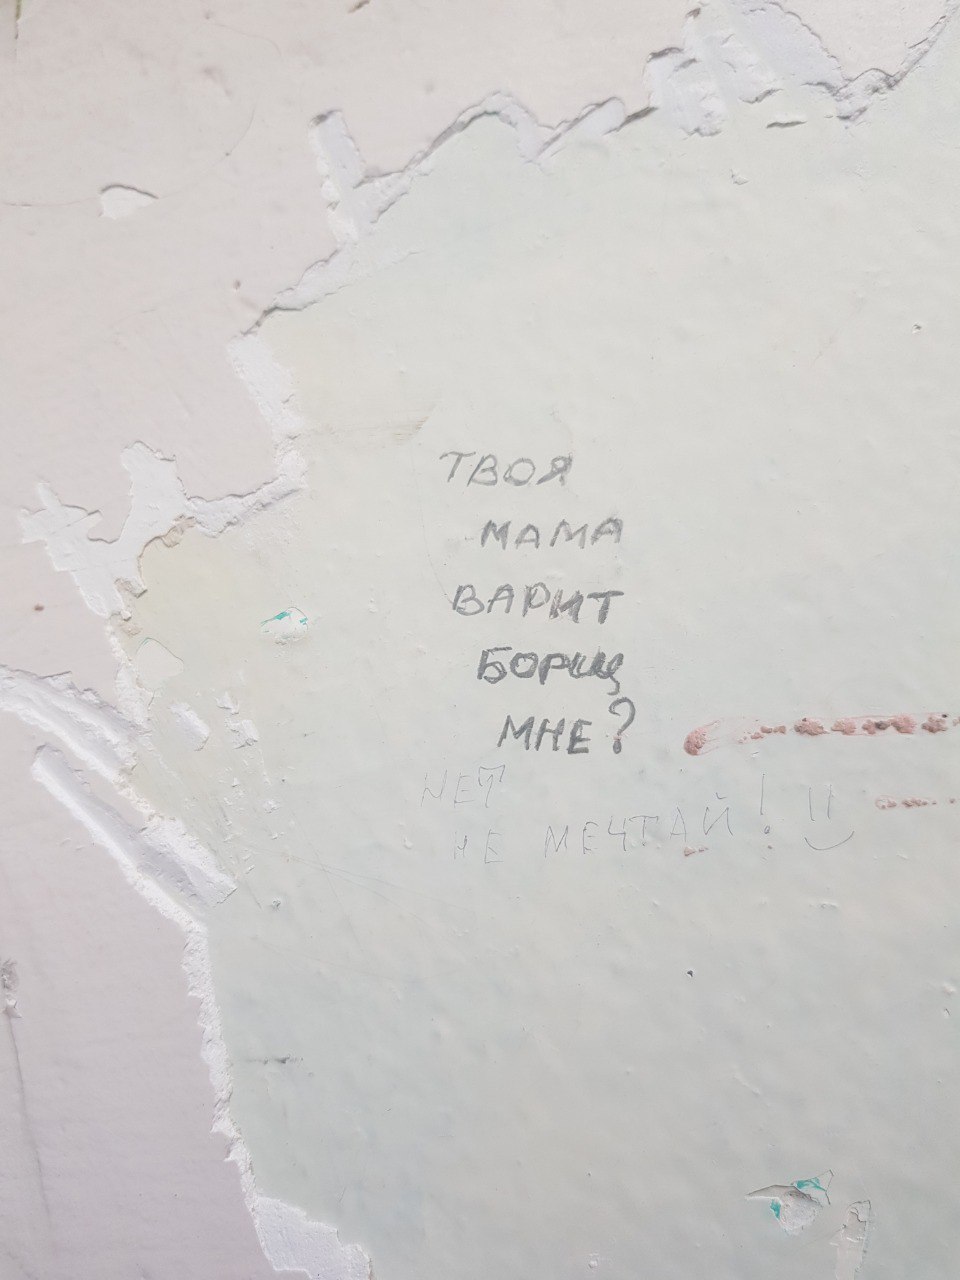 ТВОЯ
МАМА
ВАРИТ
БОРЩ
МНЕ?
НЕТ
НЕ МЕЧТАЙ! :)